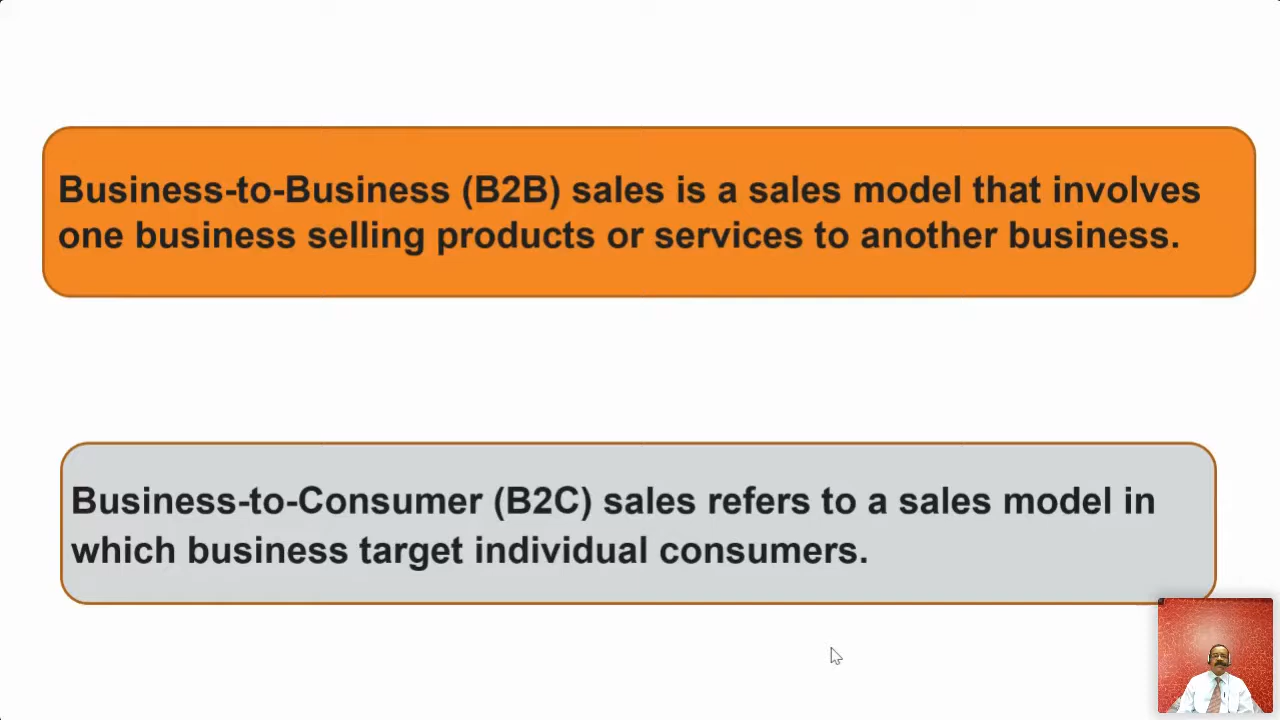 Business-to-Business (B2B) sales is a sales model that involves
one business selling products or services to another business.
Business-to-Consumer (B2C) sales refers to a sales model in
which business target individual consumers.